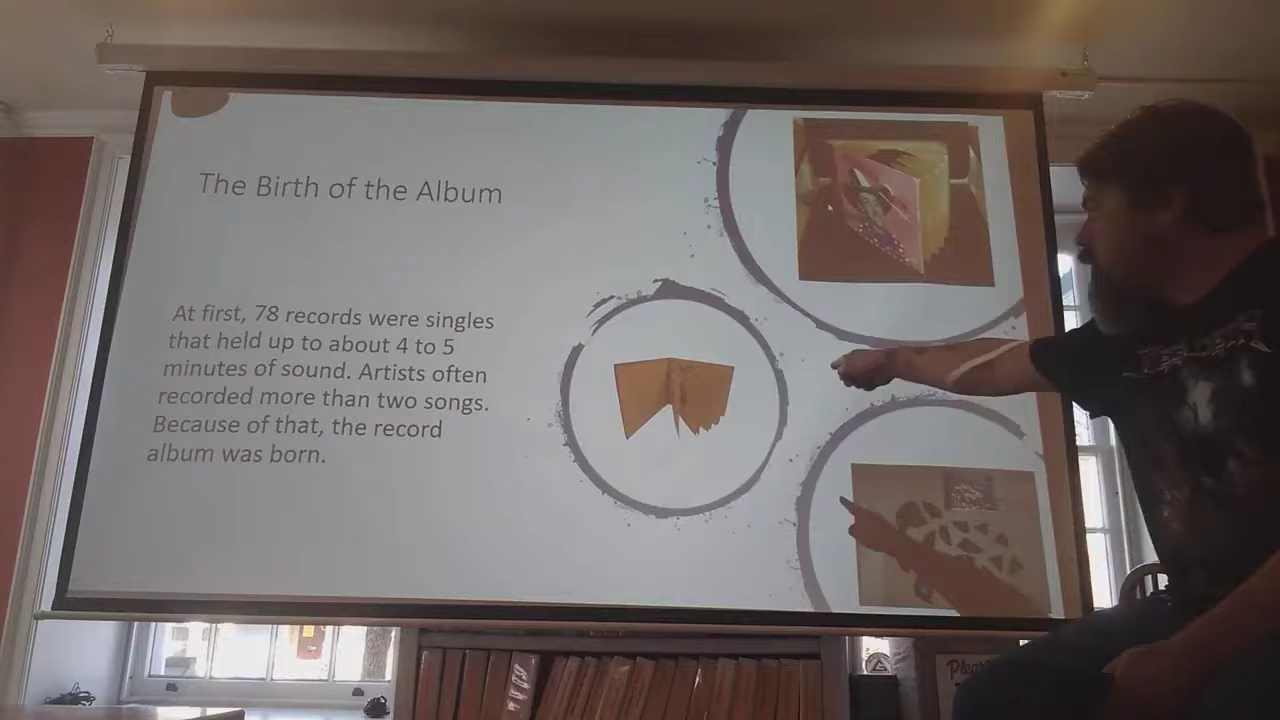 The Birth of the Album
At first, 78 records were singles
that held up to about 4 to 5
minutes of sound. Artists often
recorded more than two songs.
Because of that, the record
album was born.